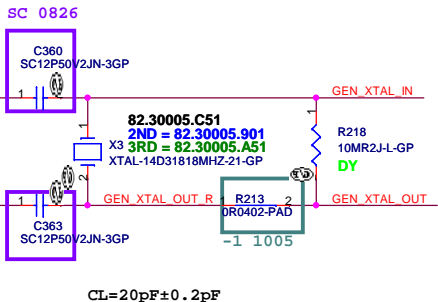 SC 0826
C360
SC12P50V2JN-3GP
1
GEN_XTAL_IN
82.30005.C51
2ND = 82.30005.901
3RD = 82.30005.A51
1
X3
XTAL-14D31818MHZ-21-GP
2
R218
10MR2J-L-GP
DY
1
GEN_XTAL_OUT_R
1
R213
2
0R0402-PAD
GEN_XTAL_OUT
C363
SC12P50V2JN-3GP
-1 1005
CL=20pF±0.2pF